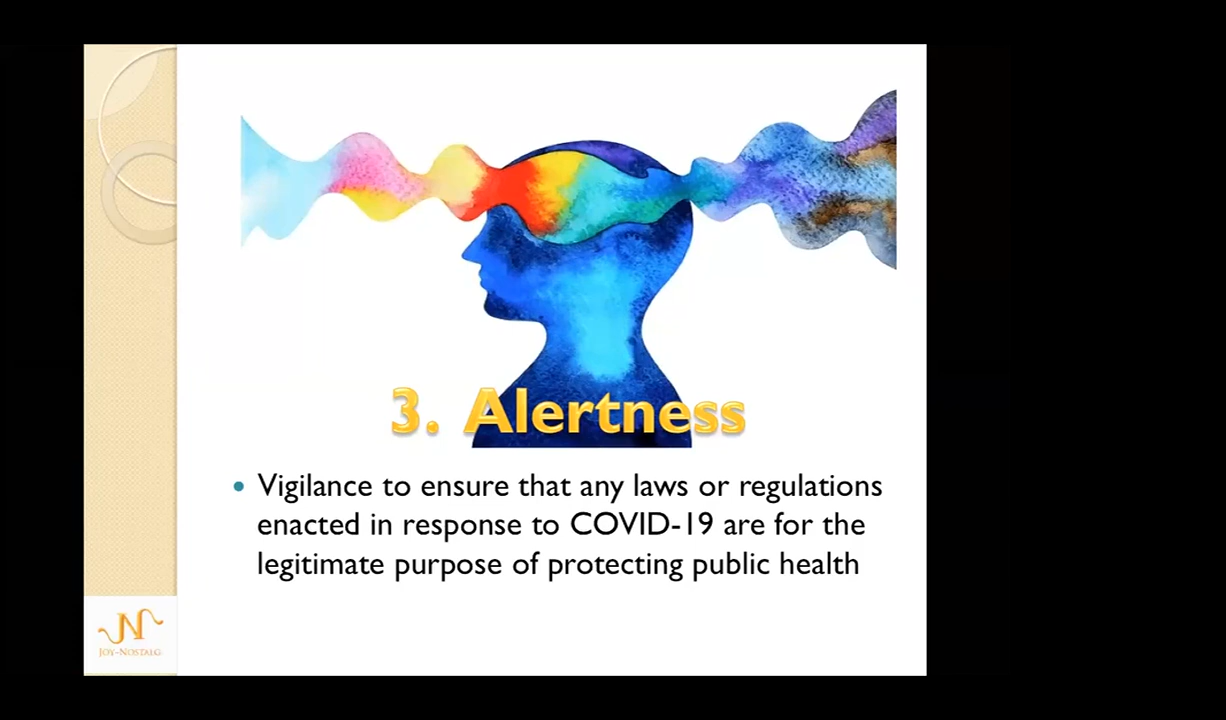 3. Alertness
• Vigilance to ensure that any laws or regulations
enacted in response to COVID-19 are for the
legitimate purpose of protecting public health
N
JOY-NOSTALG